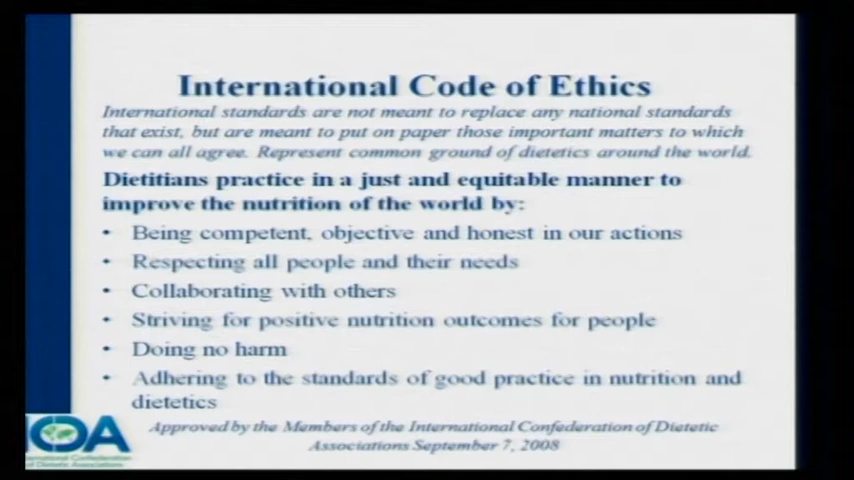 International Code of Ethics
International standards are not meant to replace any national standards
that exist, but are meant to put on paper those important matters to which
we can all agree. Represent common ground of dietetics around the world.
Dietitians practice in a just and equitable manner to
improve the nutrition of the world by:
• Being competent, objective and honest in our actions
• Respecting all people and their needs
• Collaborating with others
• Striving for positive nutrition outcomes for people
• Doing no harm
• Adhering to the standards of good practice in nutrition and
dietetics
Approved by the Members of the International Confederation of Dietetic
Associations September 7, 2008
DA
ternational Confederation
of Dietetic Associations